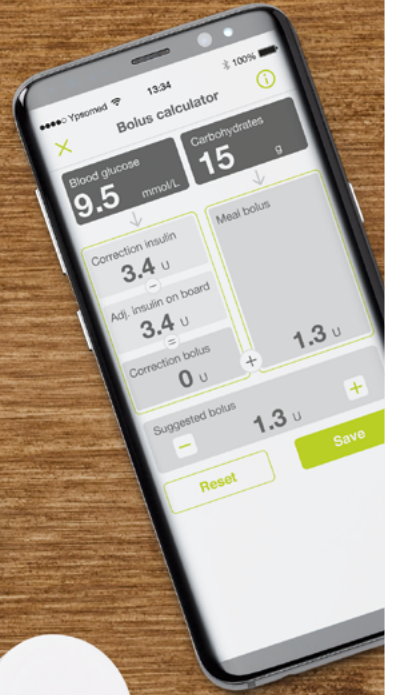 Ypsomed 13:34 100%
Bolus calculator
Blood glucose
9.5 mmol/L
Carbohydrates
15 g
Correction insulin
3.4 U
−
Adj. insulin on board
3.4 U
=
Correction bolus
0 U
Meal bolus
1.3 U
+
Suggested bolus
− 1.3 U +
Reset Save